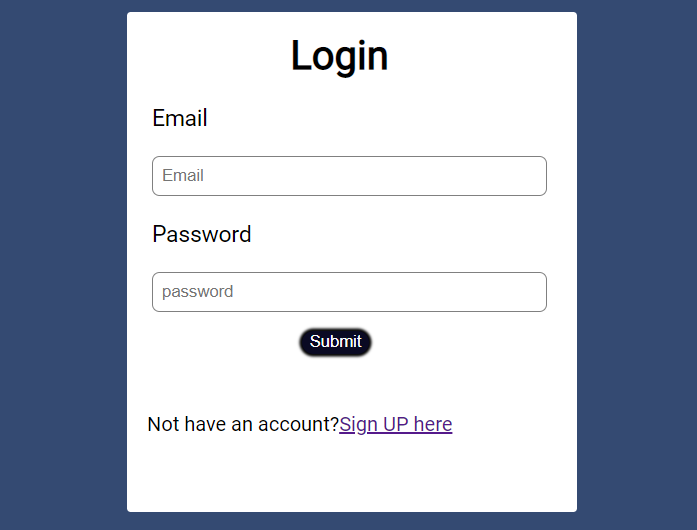 Login
Email
Email
Password
password
Submit
Not have an account?Sign UP here